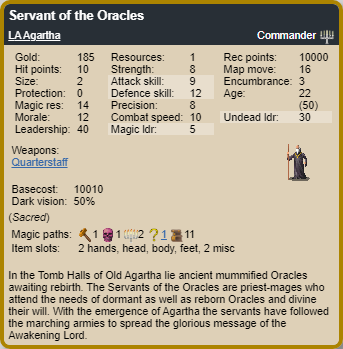 Servant of the Oracles
LA Agartha Commander
Gold: 185 Resources: 1 Rec points: 10000
Hit points: 10 Strength: 8 Map move: 16
Size: 2 Attack skill: 9 Encumbrance: 3
Protection: 0 Defence skill: 12 Age: 22
Magic res: 14 Precision: 8 (50)
Morale: 12 Combat speed: 10 Undead ldr: 30
Leadership: 40 Magic ldr: 5
Weapons:
Quarterstaff
Basecost: 10010
Dark vision: 50%
(Sacred)
Magic paths: 1 1 2 ? 1 11
Item slots: 2 hands, head, body, feet, 2 misc
In the Tomb Halls of Old Agartha lie ancient mummified Oracles
awaiting rebirth. The Servants of the Oracles are priest-mages who
attend the needs of dormant as well as reborn Oracles and divine
their will. With the emergence of Agartha the servants have followed
the marching armies to spread the glorious message of the
Awakening Lord.